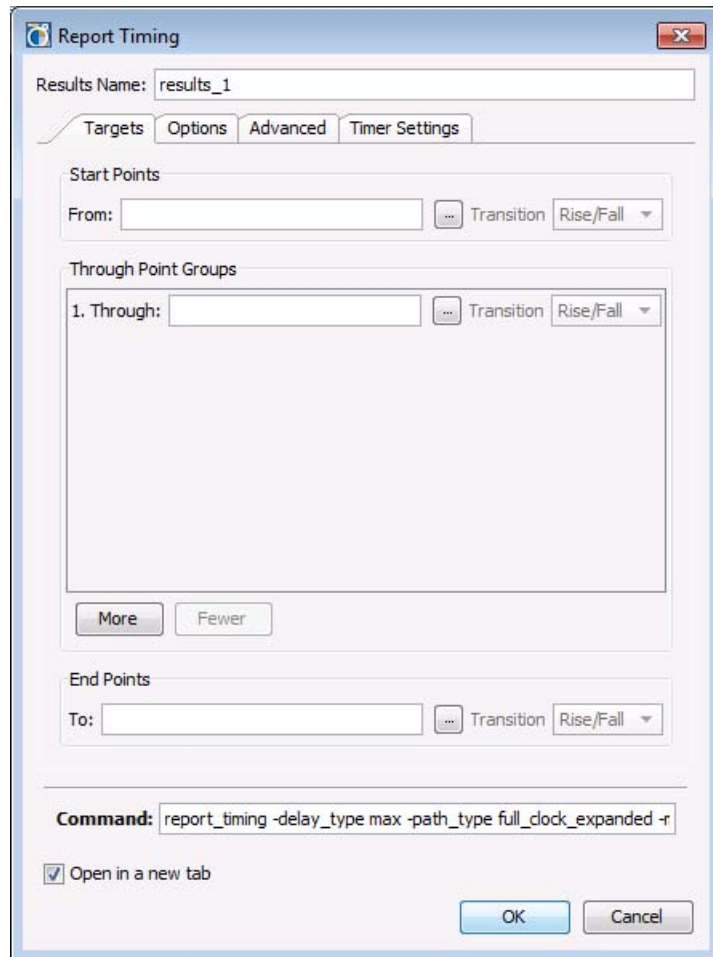 Report Timing
Results Name: results_1
Targets Options Advanced Timer Settings
Start Points
From: ... Transition Rise/Fall
Through Point Groups
1. Through: ... Transition Rise/Fall
More Fewer
End Points
To: ... Transition Rise/Fall
Command: report_timing -delay_type max -path_type full_clock_expanded
Open in a new tab
OK Cancel